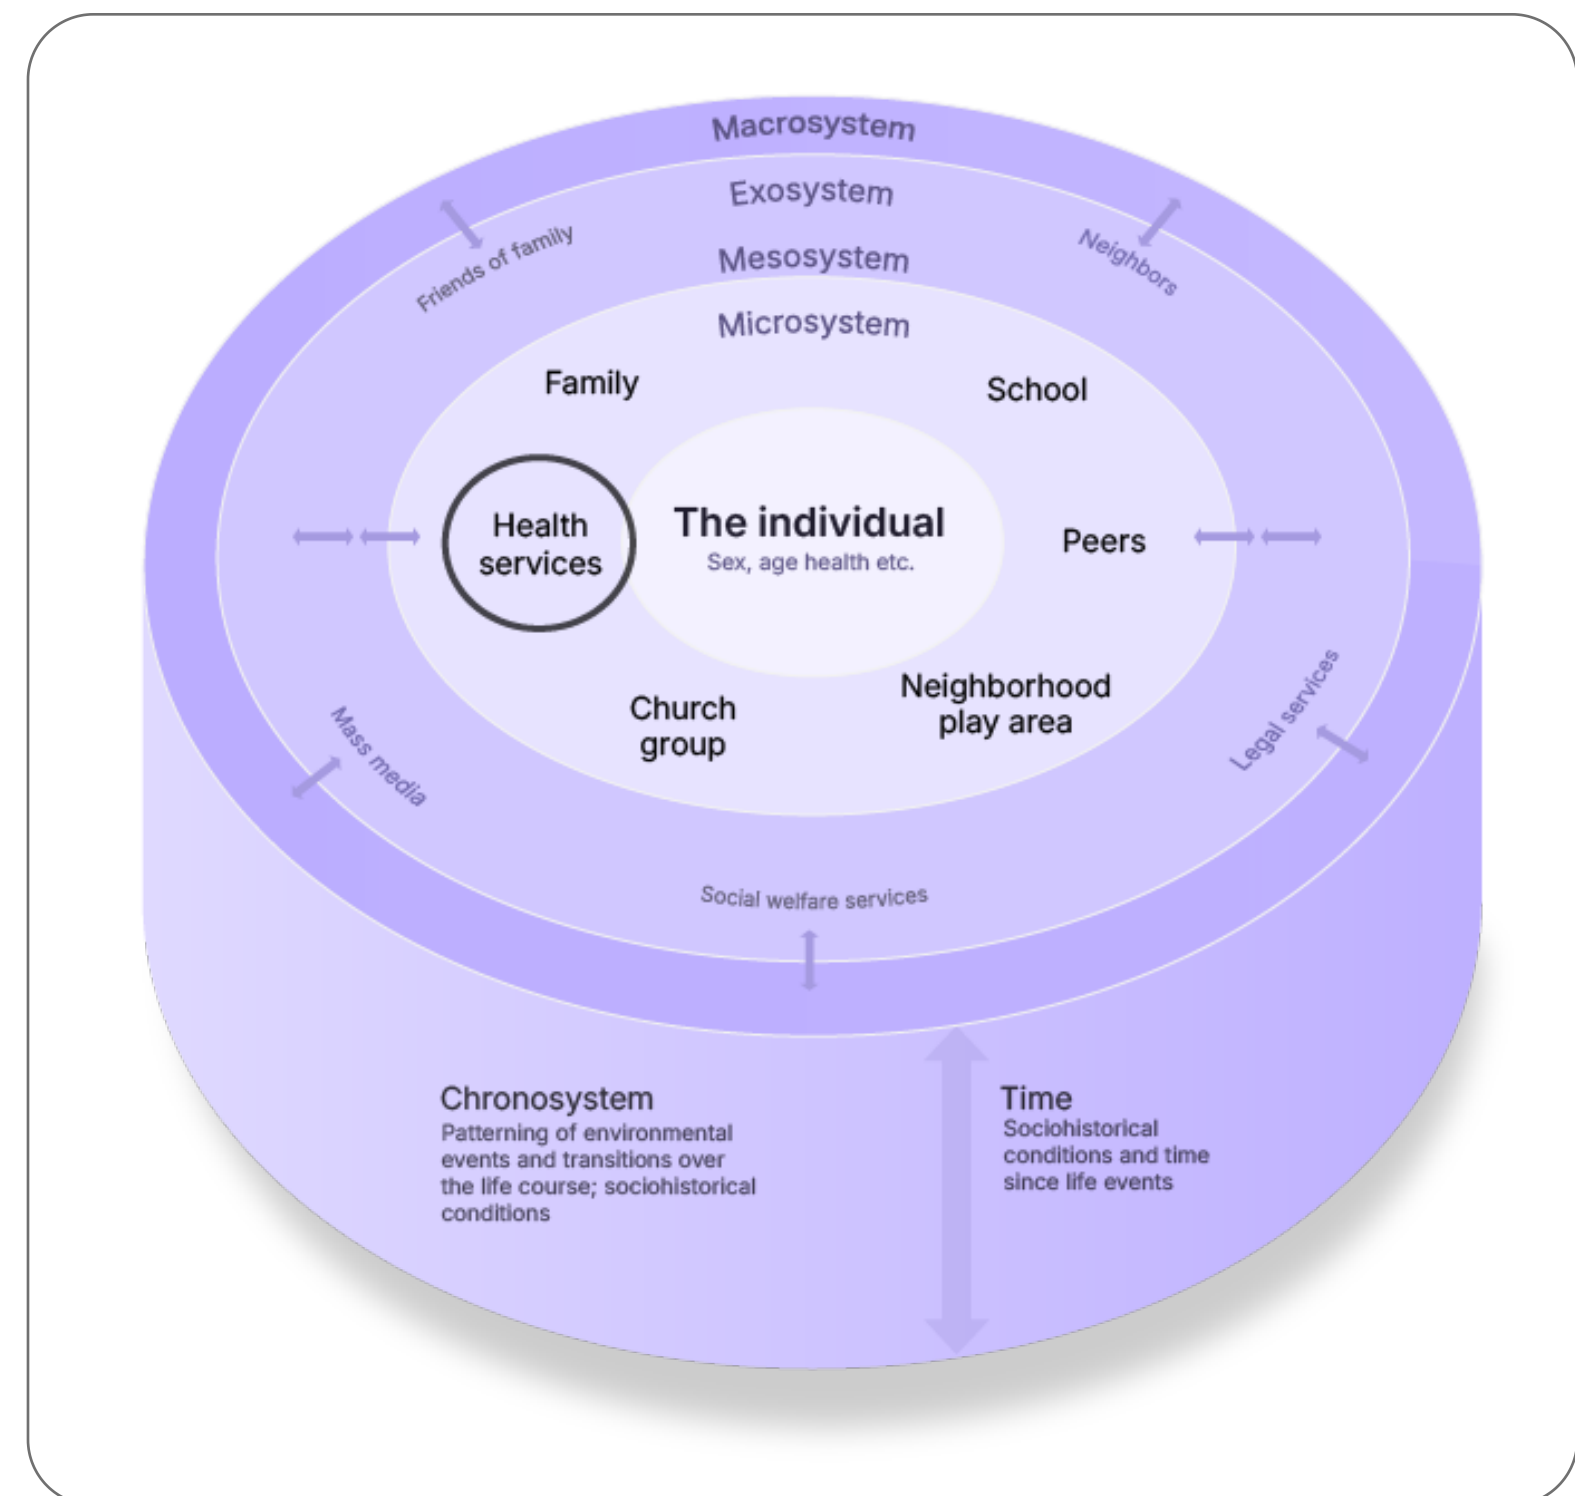 Macrosystem
Exosystem
Friends of family
Neighbors
Mesosystem
Microsystem
Family
School
Health
services
The individual
Sex, age health etc.
Peers
Church
group
Neighborhood
play area
Mass media
Legal services
Social welfare services
Chronosystem
Patterning of environmental
events and transitions over
the life course; sociohistorical
conditions
Time
Sociohistorical
conditions and time
since life events